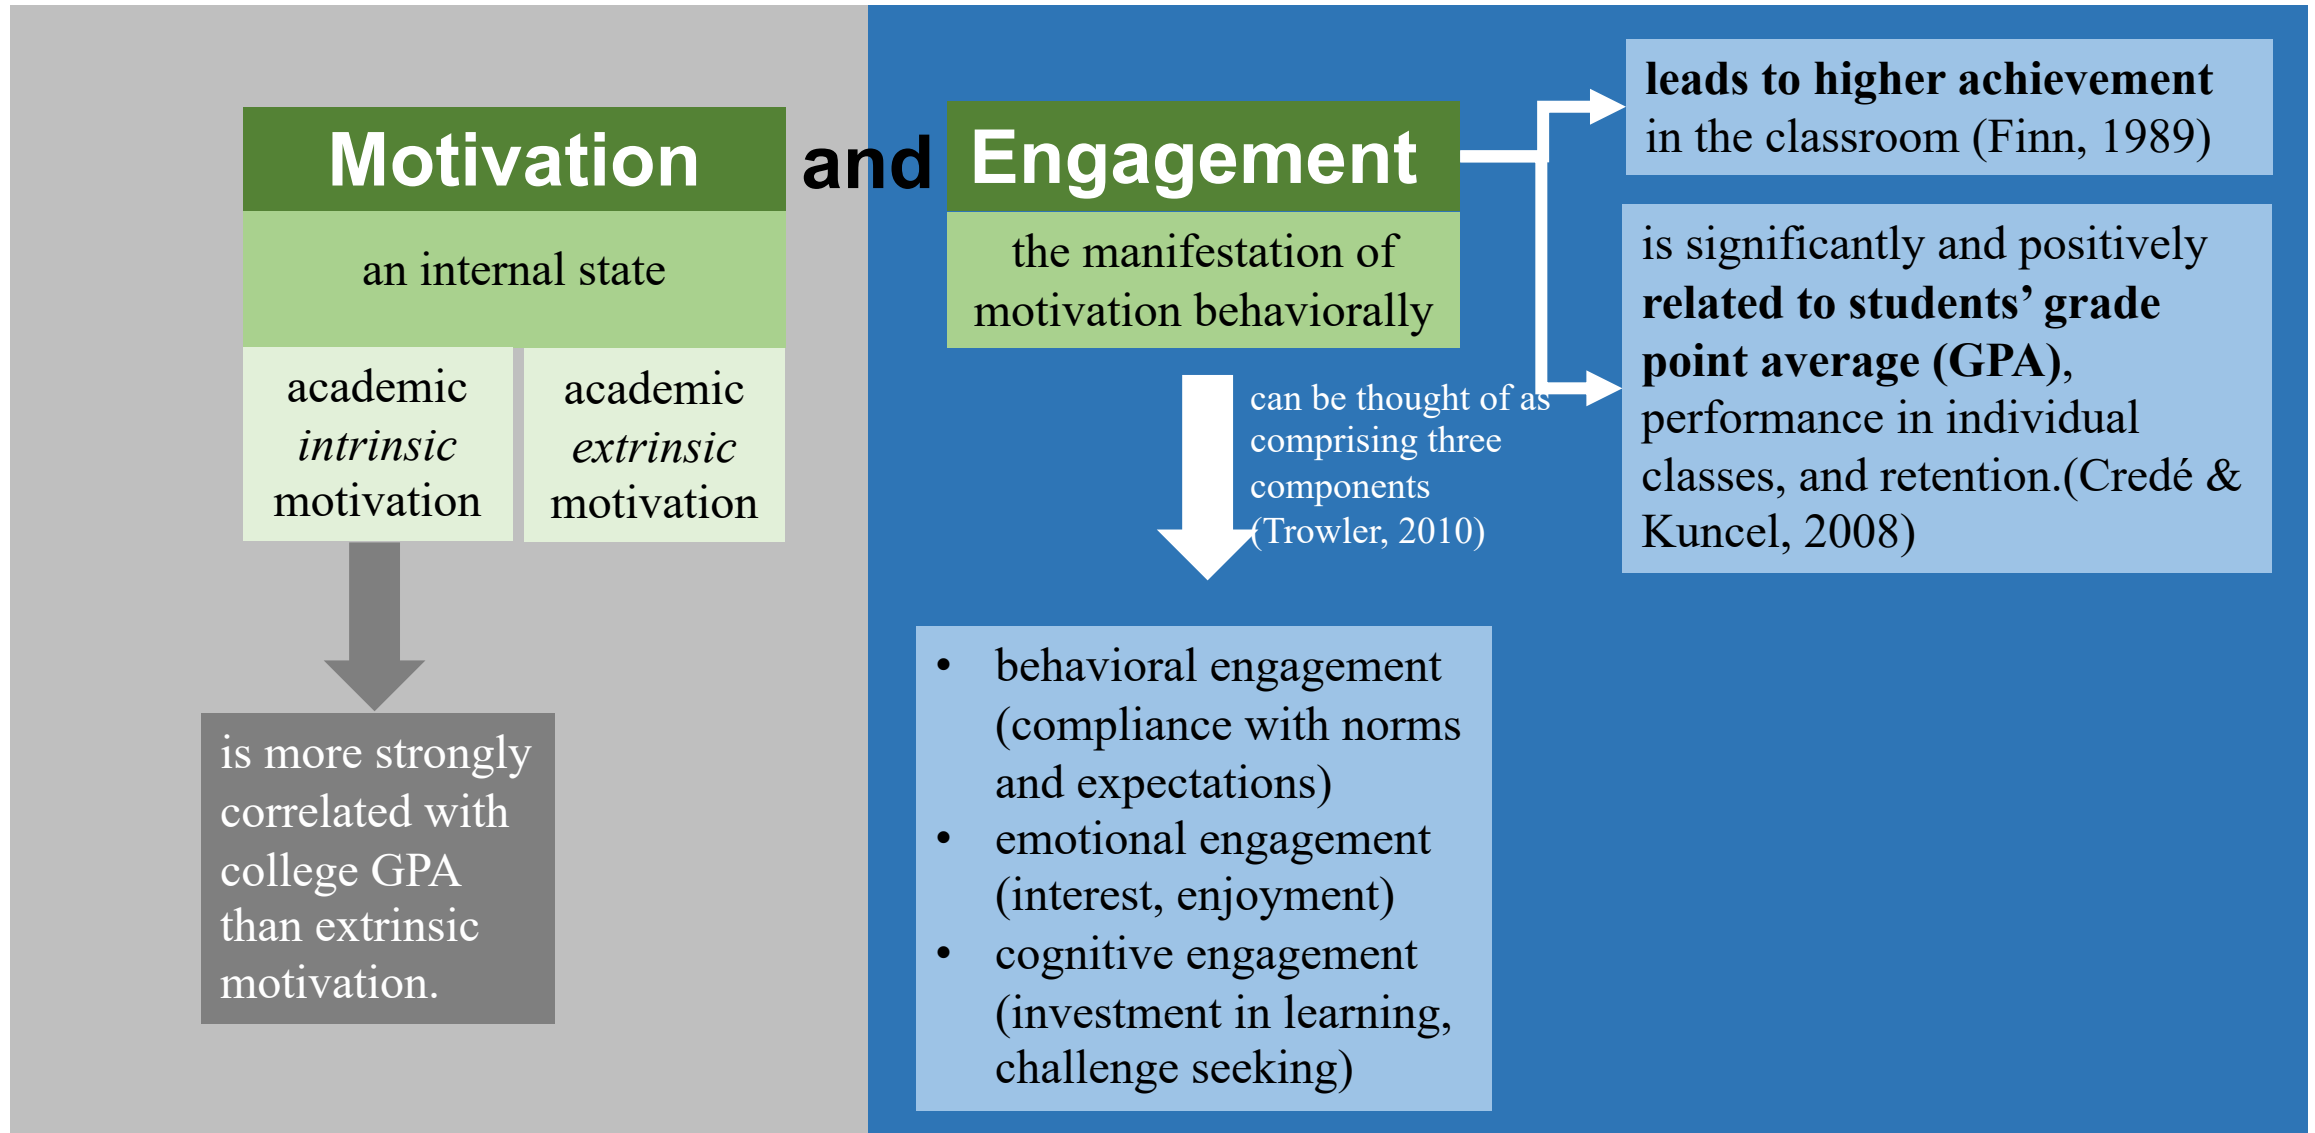 Motivation and Engagement
an internal state
academic
intrinsic
motivation
academic
extrinsic
motivation
is more strongly
correlated with
college GPA
than extrinsic
motivation.
the manifestation of
motivation behaviorally
can be thought of as
comprising three
components
(Trowler, 2010)
• behavioral engagement
(compliance with norms
and expectations)
• emotional engagement
(interest, enjoyment)
• cognitive engagement
(investment in learning,
challenge seeking)
leads to higher achievement
in the classroom (Finn, 1989)
is significantly and positively
related to students’ grade
point average (GPA),
performance in individual
classes, and retention.(Credé &
Kuncel, 2008)